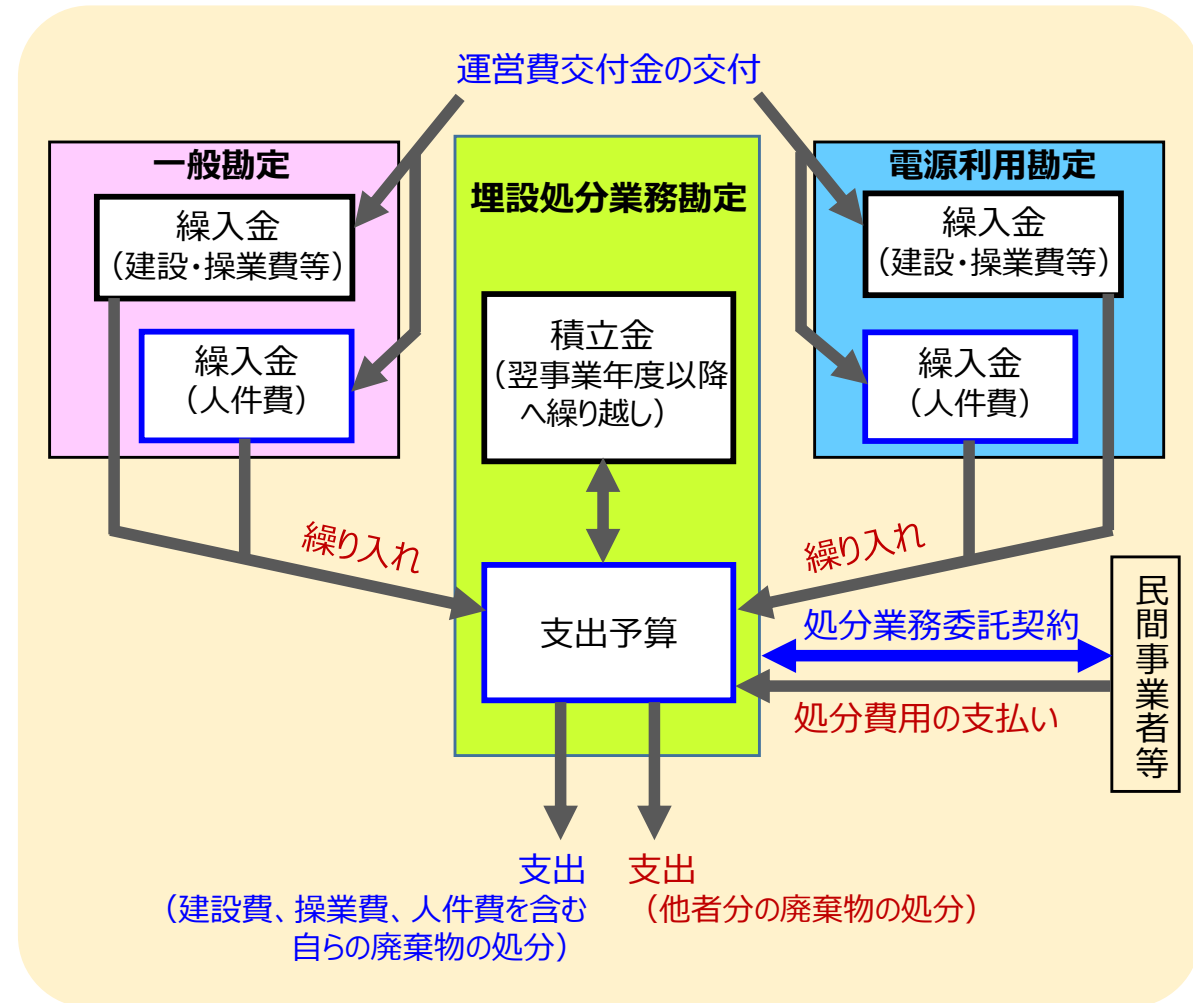 運営費交付金の交付
一般勘定
繰入金
（建設・操業費等）
繰入金
（人件費）
埋設処分業務勘定
積立金
（翌事業年度以降
へ繰り越し）
支出予算
電源利用勘定
繰入金
（建設・操業費等）
繰入金
（人件費）
繰り入れ
繰り入れ
処分業務委託契約
処分費用の支払い
民間事業者等
支出
（建設費、操業費、人件費を含む
自らの廃棄物の処分）
支出
（他者分の廃棄物の処分）